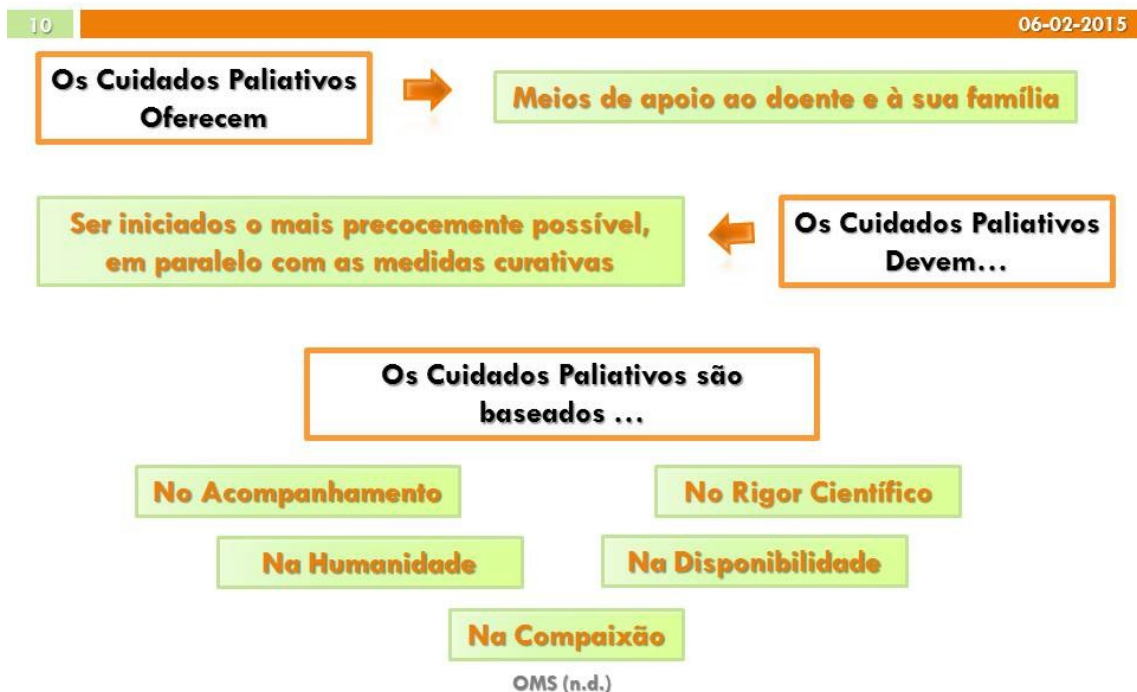 10
06-02-2015
Os Cuidados Paliativos
Oferecem
Meios de apoio ao doente e à sua família
Ser iniciados o mais precocemente possível,
em paralelo com as medidas curativas
Os Cuidados Paliativos
Devem...
Os Cuidados Paliativos são
baseados ...
No Acompanhamento
No Rigor Científico
Na Humanidade
Na Disponibilidade
Na Compaixão
OMS (n.d.)